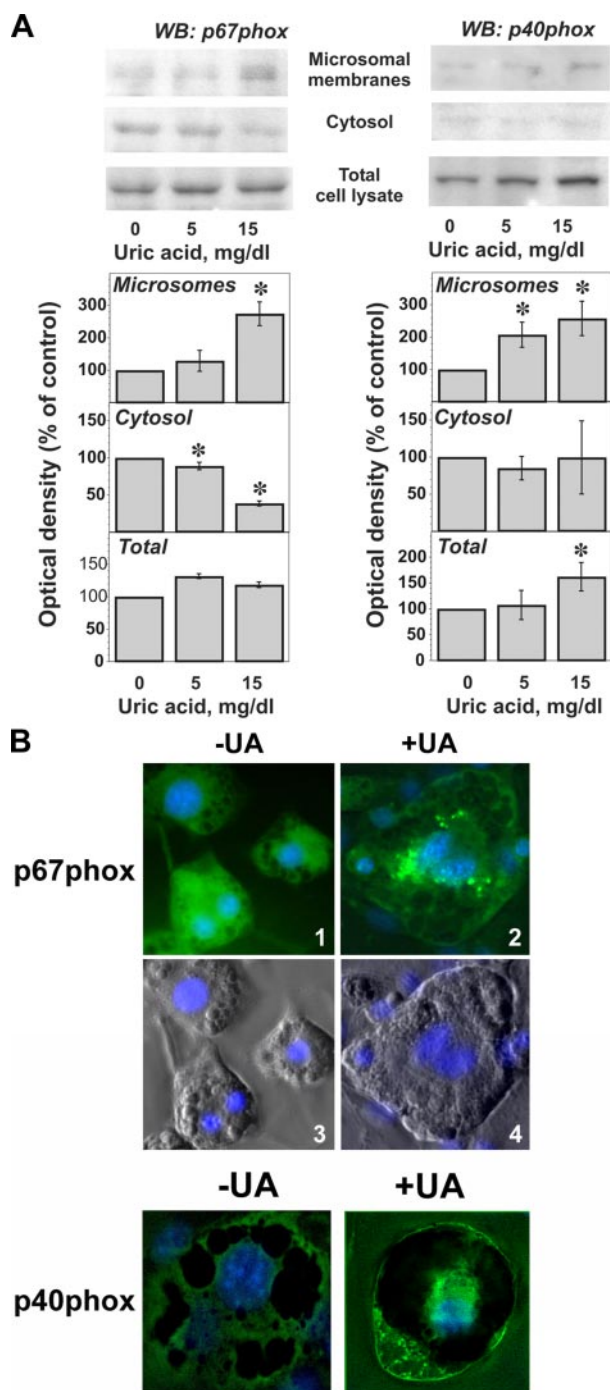 A
WB: p67phox
WB: p40phox
Microsomal
membranes
Cytosol
Total
cell lysate
0 5 15
Uric acid, mg/dl
0 5 15
Uric acid, mg/dl
Optical density (% of control)
Microsomes
300
200
100
*
Cytosol
150
100
50
*
*
Total
150
100
50
0
0 5 15
Uric acid, mg/dl
Optical density (% of control)
Microsomes
300
200
100
*
*
Cytosol
150
100
50
Total
200
150
100
50
0
*
0 5 15
Uric acid, mg/dl
B
-UA +UA
p67phox
1
2
3
4
-UA +UA
p40phox